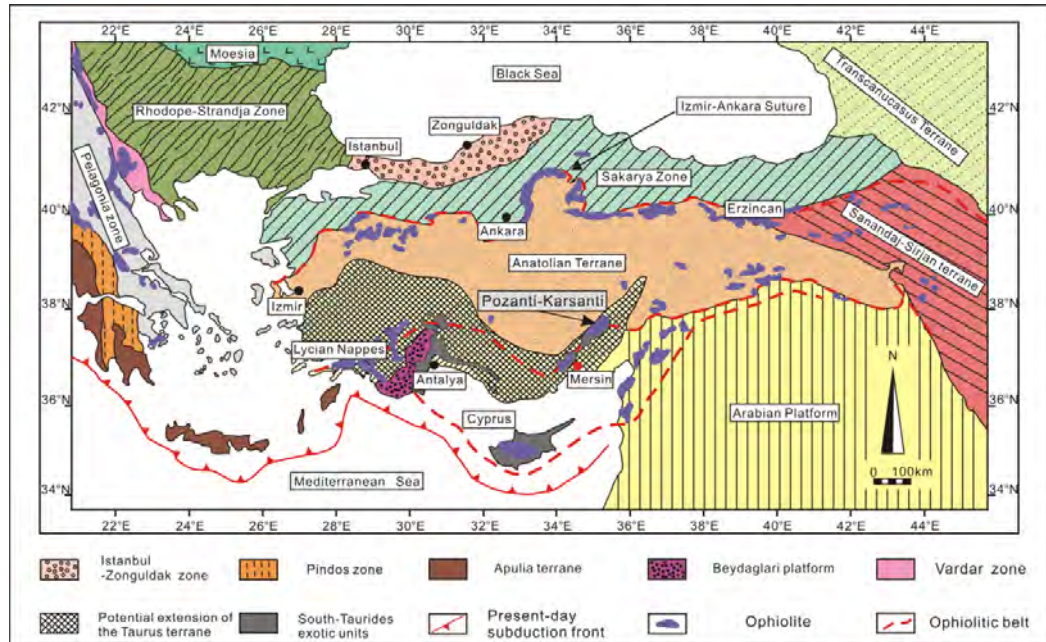 22°E 24°E 26°E 28°E 30°E 32°E 34°E 36°E 38°E 40°E 42°E 44°E
Moesia
Black Sea
Transcanucasus Terrane
42°N
42°N
Rhodope-Strandja Zone
Izmir-Ankara Suture
Zonguldak
Istanbul
Pelagonia zone
Sakarya Zone
40°N
Erzincan
40°N
Ankara
Sanandaj-Sirjan terrane
Anatolian Terrane
38°N
Izmir
Pozanti-Karsanti
38°N
Lycian Nappes
N
Antalya
Mersin
36°N
36°N
Cyprus
Arabian Platform
0 100km
Mediterranean Sea
34°N
34°N
22°E 24°E 26°E 28°E 30°E 32°E 34°E 36°E 38°E 40°E 42°E 44°E
Istanbul
-Zonguldak zone
Pindos zone
Apulia terrane
Beydaglari platform
Vardar zone
Potential extension of
the Taurus terrane
South-Taurides
exotic units
Present-day
subduction front
Ophiolite
Ophiolitic belt